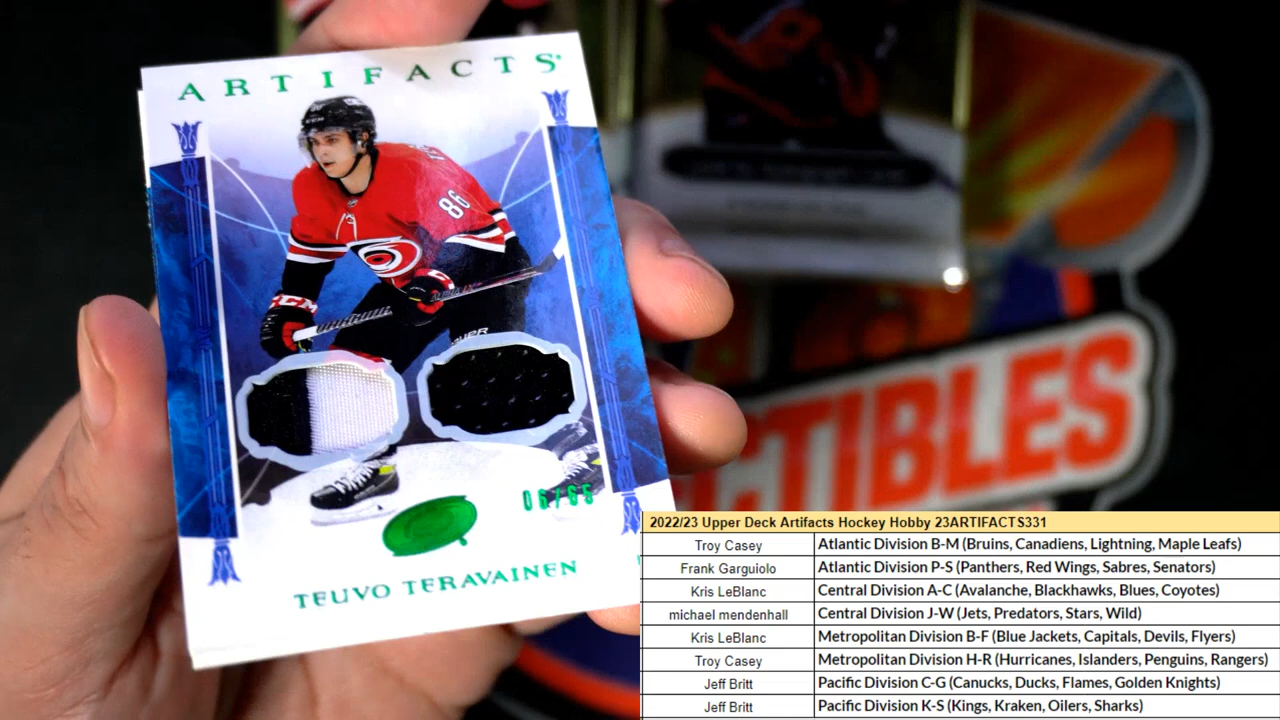 ARTIFACTS
86
CCM
06/65
TEUVO TERAVAINEN
CTIBLES
2022/23 Upper Deck Artifacts Hockey Hobby 23ARTIFACTS331
Troy Casey Atlantic Division B-M (Bruins, Canadiens, Lightning, Maple Leafs)
Frank Garguiolo Atlantic Division P-S (Panthers, Red Wings, Sabres, Senators)
Kris LeBlanc Central Division A-C (Avalanche, Blackhawks, Blues, Coyotes)
michael mendenhall Central Division J-W (Jets, Predators, Stars, Wild)
Kris LeBlanc Metropolitan Division B-F (Blue Jackets, Capitals, Devils, Flyers)
Troy Casey Metropolitan Division H-R (Hurricanes, Islanders, Penguins, Rangers)
Jeff Britt Pacific Division C-G (Canucks, Ducks, Flames, Golden Knights)
Jeff Britt Pacific Division K-S (Kings, Kraken, Oilers, Sharks)